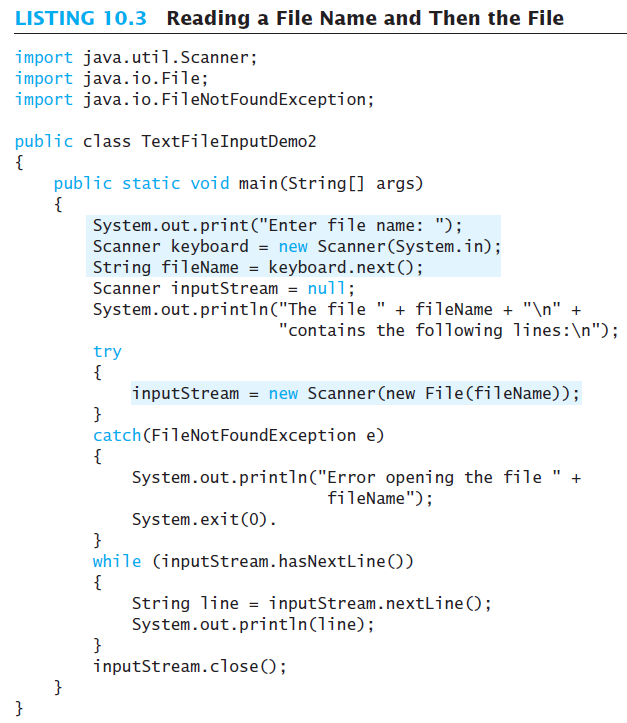 LISTING 10.3 Reading a File Name and Then the File
import java.util.Scanner;
import java.io.File;
import java.io.FileNotFoundException;
public class TextFileInputDemo2
{
    public static void main(String[] args)
    {
        System.out.print("Enter file name: ");
        Scanner keyboard = new Scanner(System.in);
        String fileName = keyboard.next();
        Scanner inputStream = null;
        System.out.println("The file " + fileName + "\n" +
                           "contains the following lines:\n");
        try
        {
            inputStream = new Scanner(new File(fileName));
        }
        catch(FileNotFoundException e)
        {
            System.out.println("Error opening the file " +
                                fileName");
            System.exit(0).
        }
        while (inputStream.hasNextLine())
        {
            String line = inputStream.nextLine();
            System.out.println(line);
        }
        inputStream.close();
    }
}